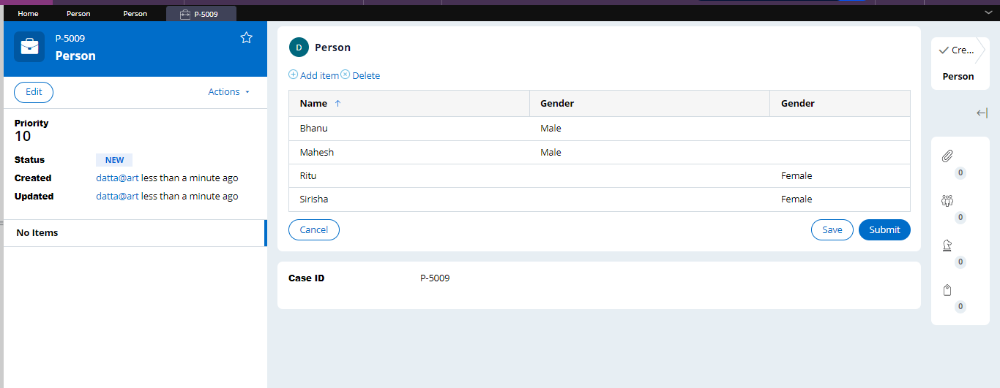 Home Person Person P-5009
P-5009
Person
Edit Actions
Priority
10
Status NEW
Created datta@art less than a minute ago
Updated datta@art less than a minute ago
No Items
D Person
Add item Delete
Name Gender Gender
Bhanu Male
Mahesh Male
Ritu Female
Sirisha Female
Cancel Save Submit
Case ID P-5009
Cre...
Person
0
0
0
0